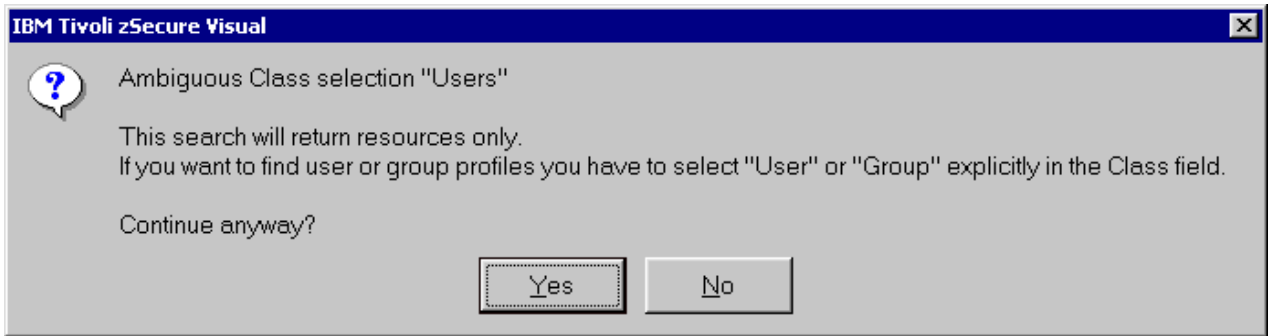 IBM Tivoli zSecure Visual
Ambiguous Class selection "Users"
This search will return resources only.
If you want to find user or group profiles you have to select "User" or "Group" explicitly in the Class field.
Continue anyway?
Yes
No